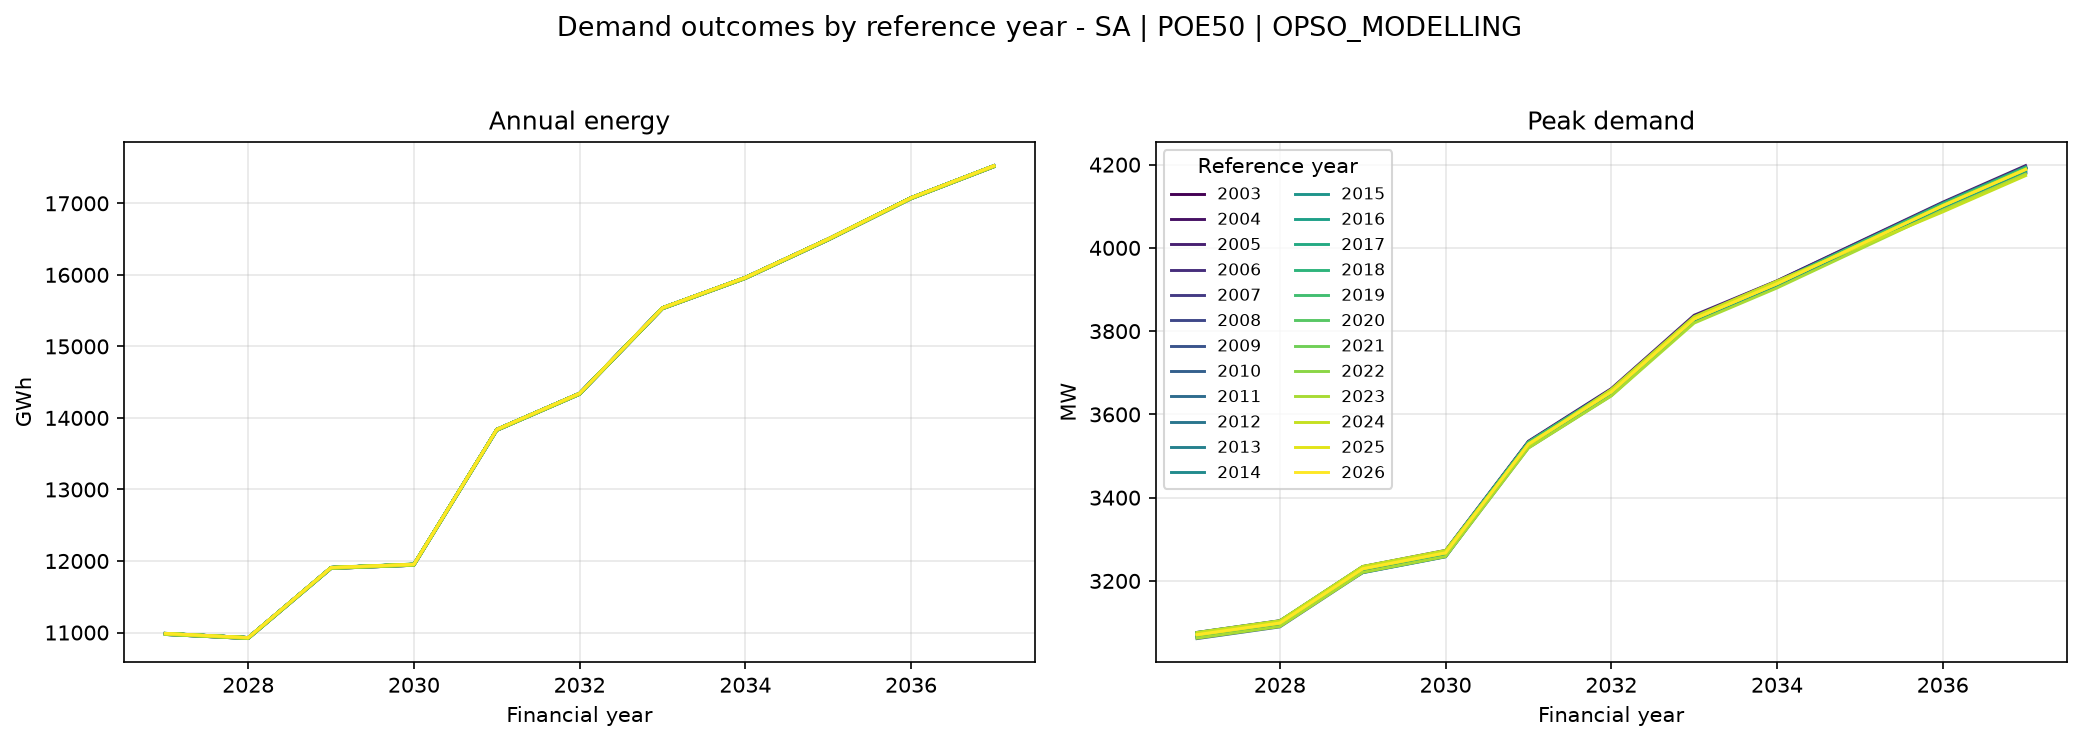 Demand outcomes by reference year - SA | POE50 | OPSO_MODELLING
Annual energy
GWh
17000
16000
15000
14000
13000
12000
11000
2028 2030 2032 2034 2036
Financial year
Peak demand
MW
4200
4000
3800
3600
3400
3200
Reference year
2003 2015
2004 2016
2005 2017
2006 2018
2007 2019
2008 2020
2009 2021
2010 2022
2011 2023
2012 2024
2013 2025
2014 2026
2028 2030 2032 2034 2036
Financial year